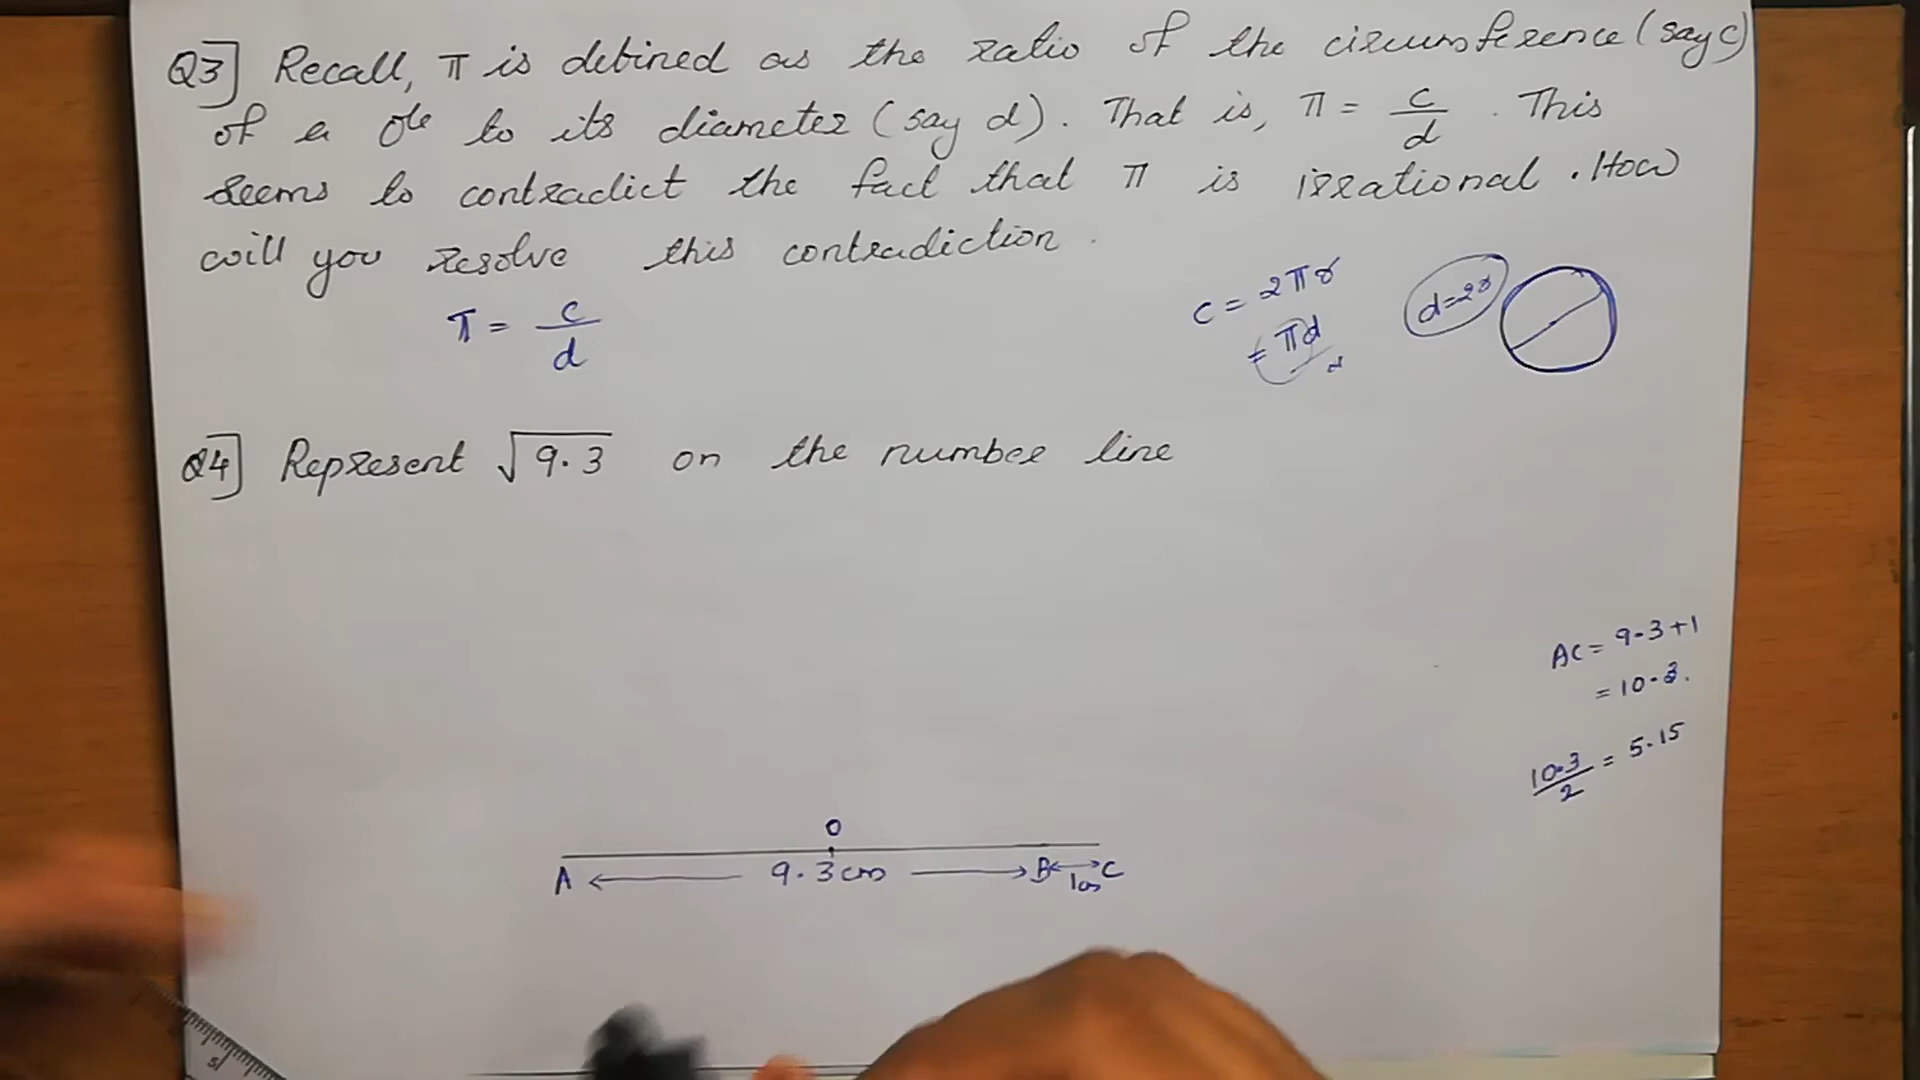 Q3] Recall, π is defined as the ratio of the circumference (say c)
of a ole to its diameter (say d). That is, π = c/d. This
seems to contradict the fact that π is irrational. How
will you resolve this contradiction.
π = c/d
C = 2πr
= πd
d=2r
Q4] Represent √9.3 on the number line
AC = 9.3+1
= 10.3.
10.3/2 = 5.15
O
A 9.3cm B C
1cm
15